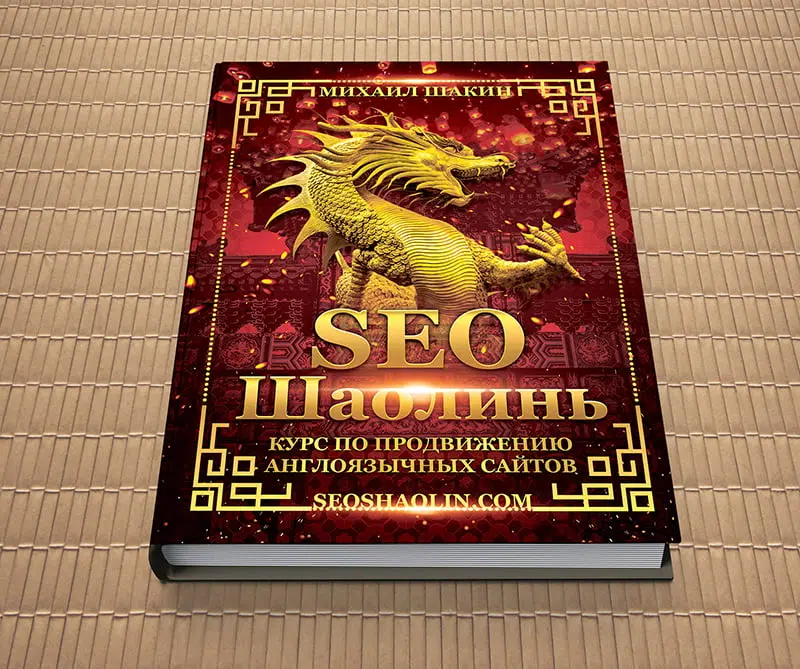 МИХАИЛ ШАКИН
SEO
Шаолинь
КУРС ПО ПРОДВИЖЕНИЮ
АНГЛОЯЗЫЧНЫХ САЙТОВ
SEOSHAOLIN.COM